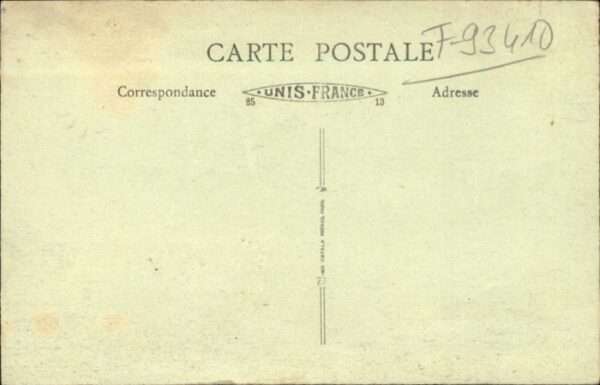 F-93410
CARTE POSTALE
Correspondance
UNIS-FRANCE
85 13
Adresse